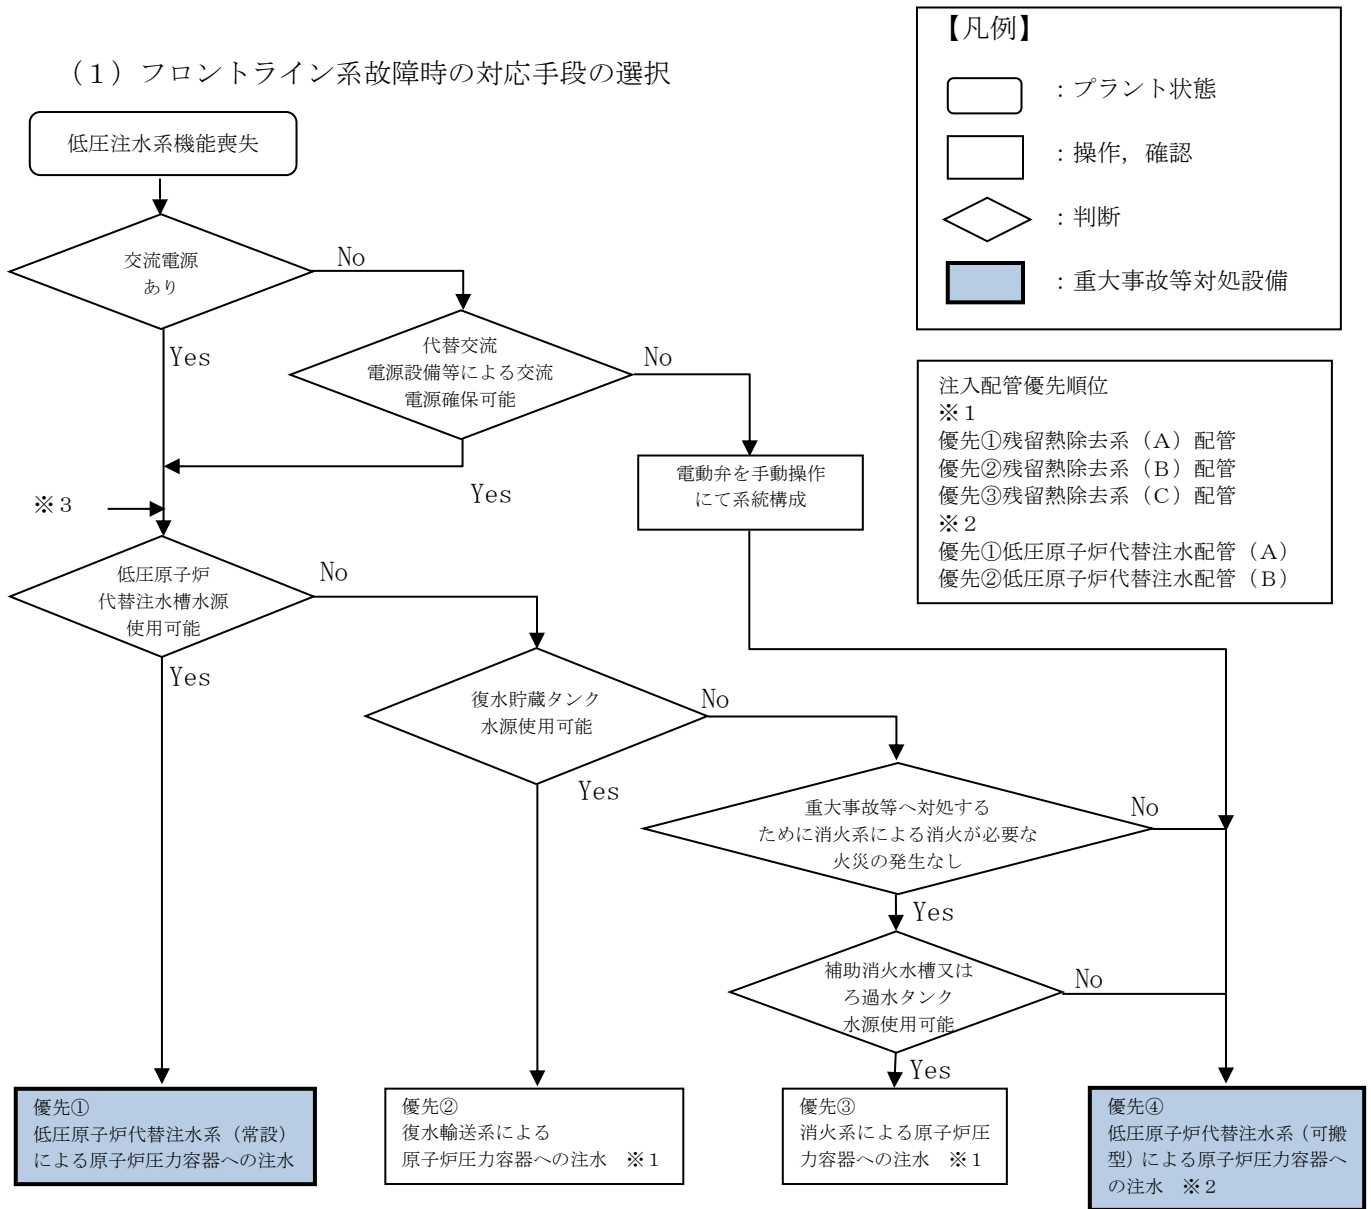 （１）フロントライン系故障時の対応手段の選択
【凡例】
：プラント状態
：操作，確認
：判断
：重大事故等対処設備
低圧注水系機能喪失
交流電源
あり
No
Yes
代替交流
電源設備等による交流
電源確保可能
No
Yes
電動弁を手動操作
にて系統構成
注入配管優先順位
※１
優先①残留熱除去系（Ａ）配管
優先②残留熱除去系（Ｂ）配管
優先③残留熱除去系（Ｃ）配管
※２
優先①低圧原子炉代替注水配管（Ａ）
優先②低圧原子炉代替注水配管（Ｂ）
※３
低圧原子炉
代替注水槽水源
使用可能
No
Yes
復水貯蔵タンク
水源使用可能
No
Yes
重大事故等へ対処する
ために消火系による消火が必要な
火災の発生なし
No
Yes
補助消火水槽又は
ろ過水タンク
水源使用可能
No
Yes
優先①
低圧原子炉代替注水系（常設）
による原子炉圧力容器への注水
優先②
復水輸送系による
原子炉圧力容器への注水　※１
優先③
消火系による原子炉圧
力容器への注水　※１
優先④
低圧原子炉代替注水系（可搬
型）による原子炉圧力容器へ
の注水　※２